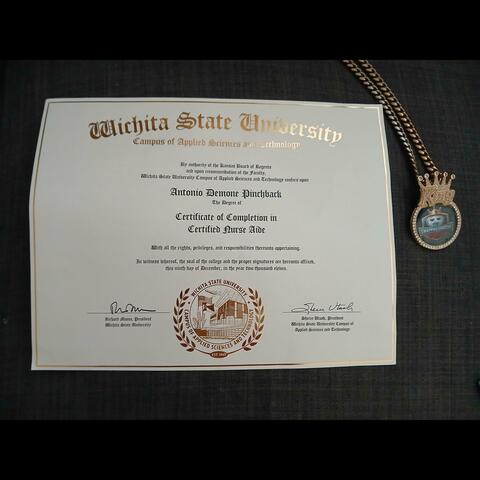 Wichita State University
Campus of Applied Sciences and Technology
By authority of the Kansas Board of Regents
and upon recommendation of the Faculty,
Wichita State University Campus of Applied Sciences and Technology confers upon
Antonio Demone Pinchback
The Degree of
Certificate of Completion in
Certified Nurse Aide
With all the rights, privileges, and responsibilities thereunto appertaining.
In witness whereof, the seal of the college and the proper signatures are hereunto affixed,
this ninth day of December, in the year two thousand eleven.
Richard Muma, President
Wichita State University
WICHITA STATE UNIVERSITY
CAMPUS OF APPLIED SCIENCES AND TECHNOLOGY
EST 1965
Sheree Utash, President
Wichita State University Campus of
Applied Sciences and Technology